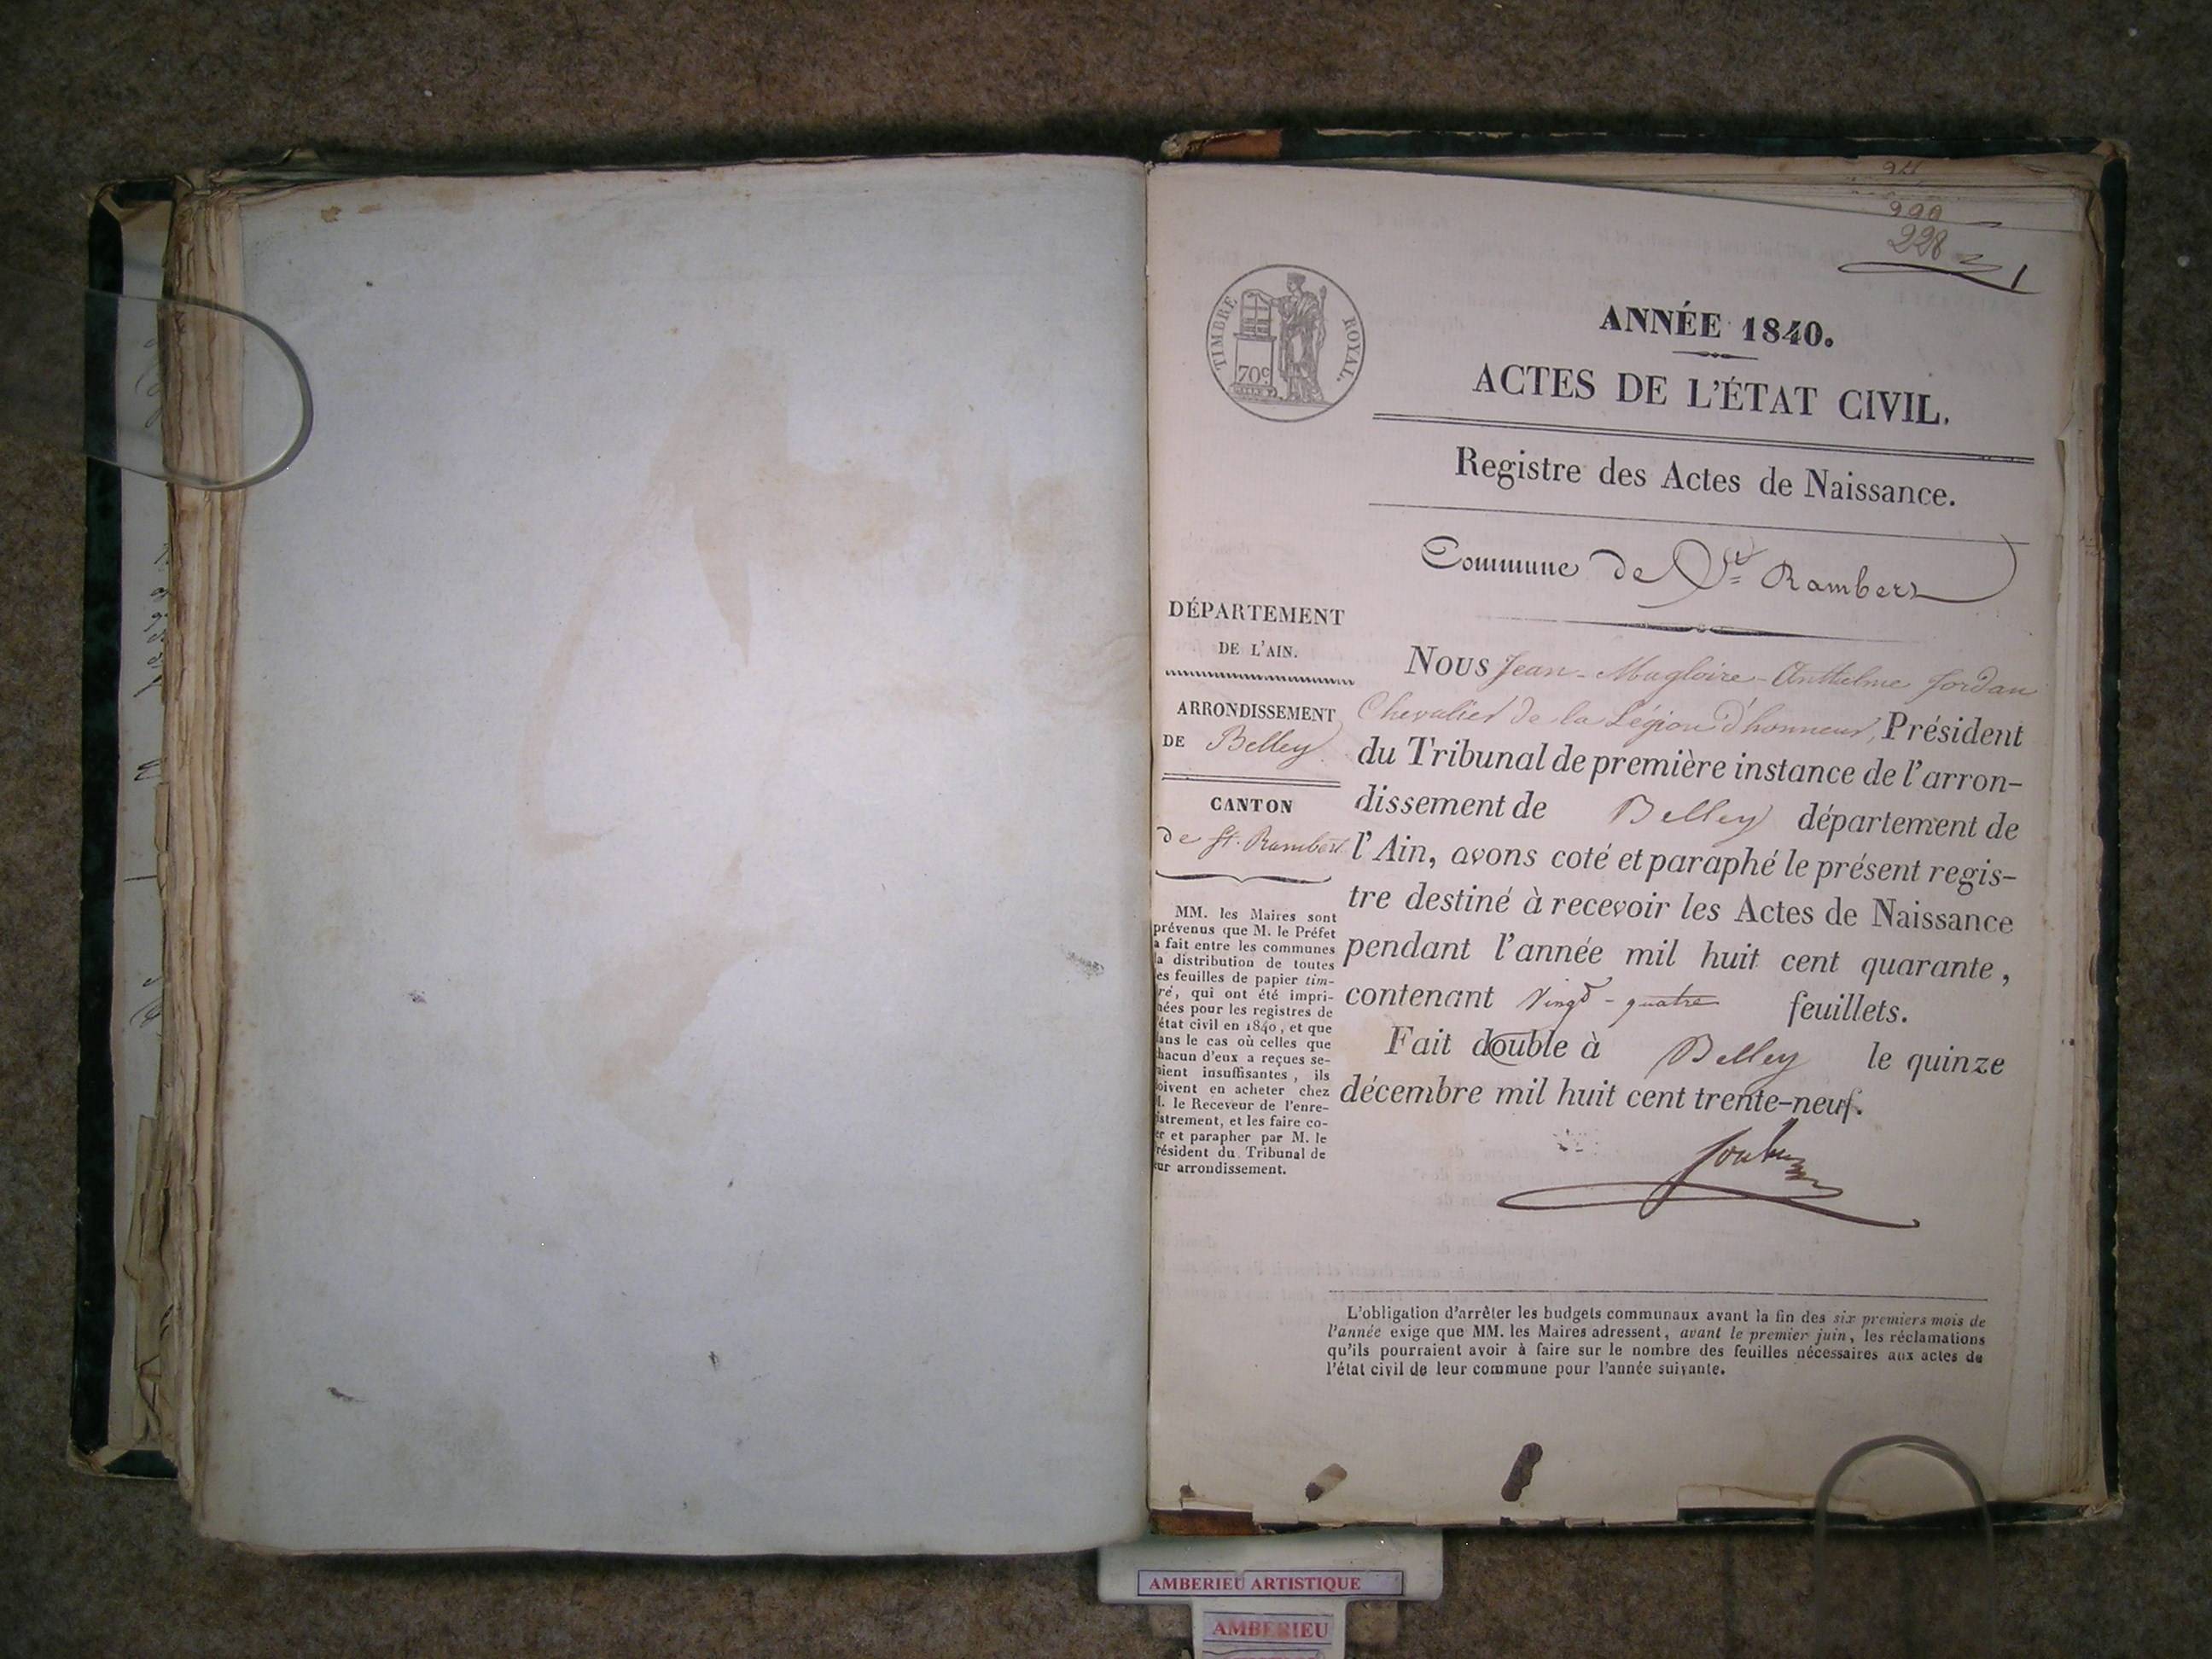 94
228
1
TIMBRE ROYAL.
70c
ANNÉE 1840.
ACTES DE L'ÉTAT CIVIL.
Registre des Actes de Naissance.
Commune de St Rambert
DÉPARTEMENT
DE L'AIN.
ARRONDISSEMENT
DE Belley
CANTON
de St. Rambert
MM. les Maires sont
prévenus que M. le Préfet
a fait entre les communes
la distribution de toutes
les feuilles de papier tim-
ré, qui ont été impri-
mées pour les registres de
l'état civil en 1840, et que
dans le cas où celles que
chacun d'eux a reçues se-
raient insuffisantes, ils
doivent en acheter chez
M. le Receveur de l'enre-
istrement, et les faire co-
er et parapher par M. le
Président du Tribunal de
eur arrondissement.
Nous Jean-Magloire-Anthelme Jordan
Chevalier de la Légion d'honneur, Président
du Tribunal de première instance de l'arron-
dissement de Belley département de
l'Ain, avons coté et paraphé le présent regis-
tre destiné à recevoir les Actes de Naissance
pendant l'année mil huit cent quarante,
contenant Vingt-quatre feuillets.
Fait double à Belley le quinze
décembre mil huit cent trente-neuf.
L'obligation d'arrêter les budgets communaux avant la fin des six premiers mois de
l'année exige que MM. les Maires adressent, avant le premier juin, les réclamations
qu'ils pourraient avoir à faire sur le nombre des feuilles nécessaires aux actes de
l'état civil de leur commune pour l'année suivante.
AMBERIEU ARTISTIQUE
AMBERIEU